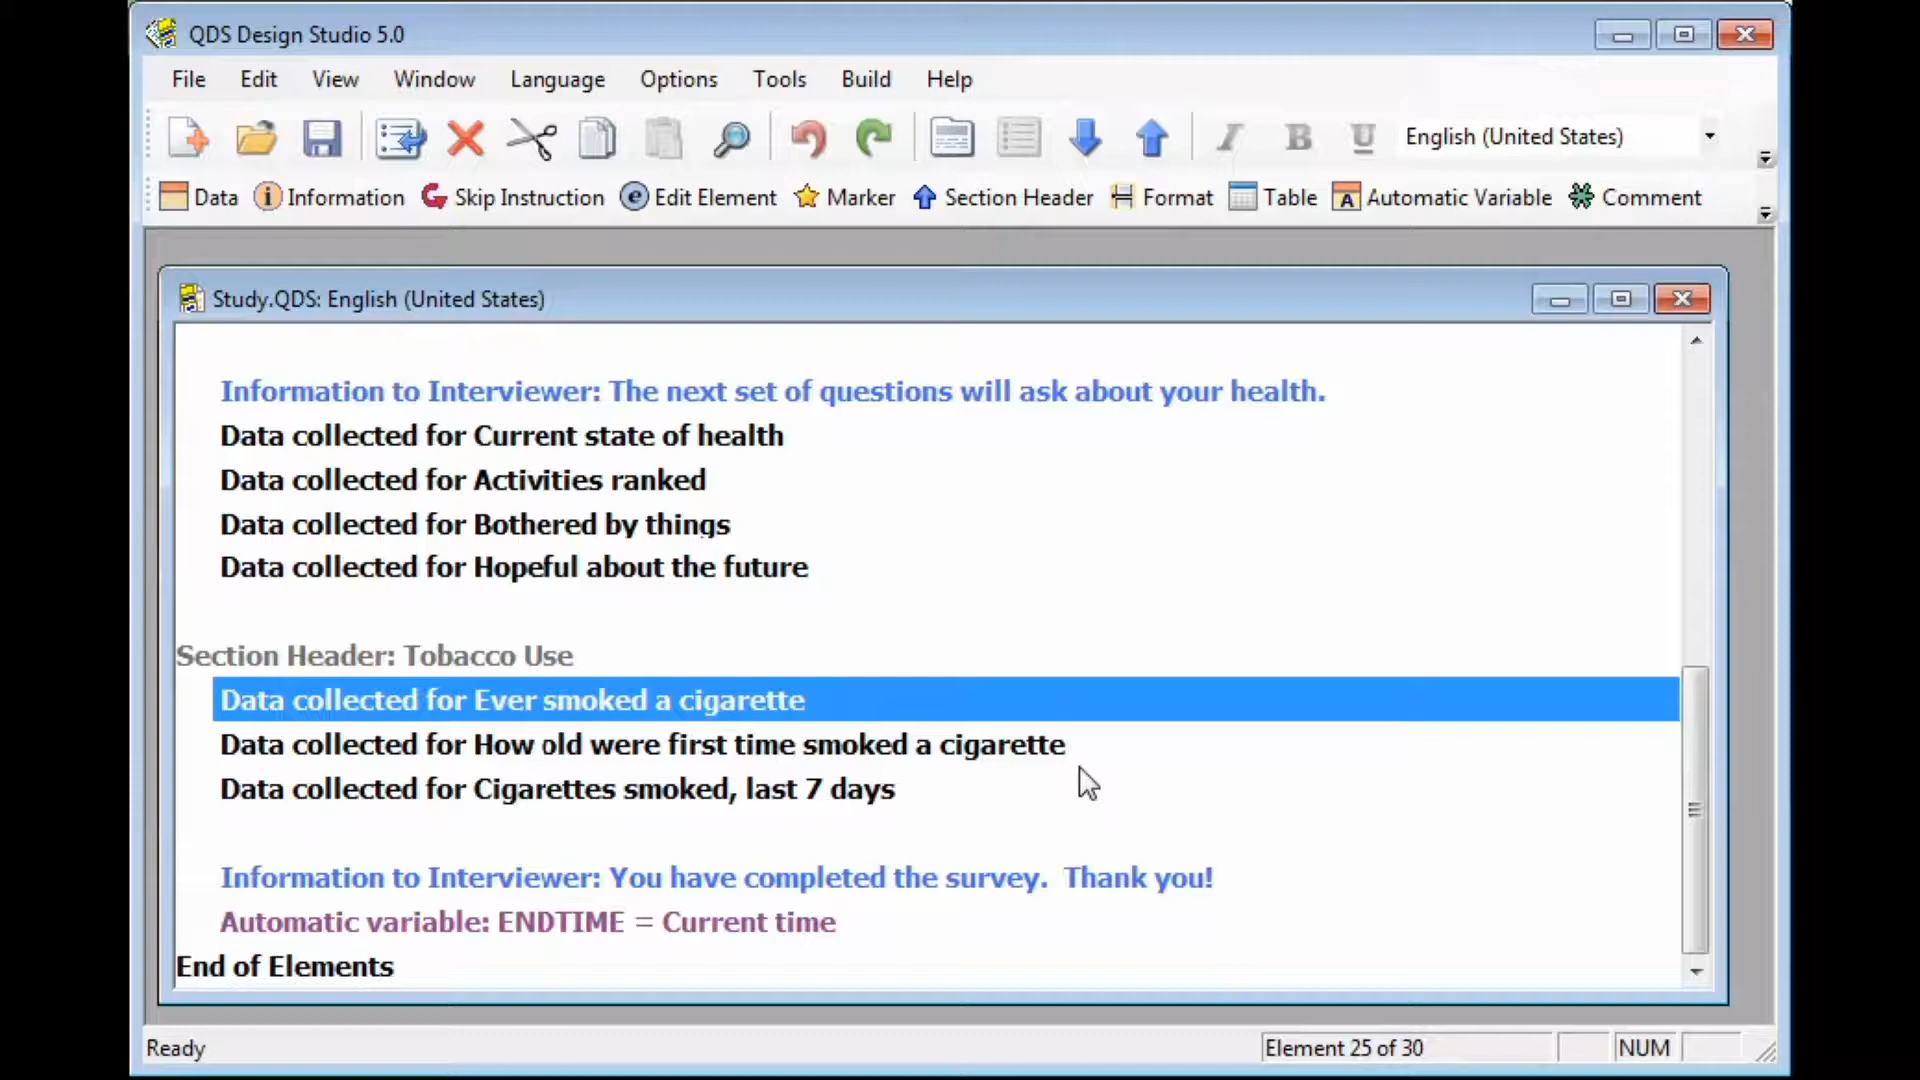 QDS Design Studio 5.0
File Edit View Window Language Options Tools Build Help
I B U English (United States)
Data Information Skip Instruction Edit Element Marker Section Header Format Table Automatic Variable Comment
Study.QDS: English (United States)
Information to Interviewer: The next set of questions will ask about your health.
Data collected for Current state of health
Data collected for Activities ranked
Data collected for Bothered by things
Data collected for Hopeful about the future
Section Header: Tobacco Use
Data collected for Ever smoked a cigarette
Data collected for How old were first time smoked a cigarette
Data collected for Cigarettes smoked, last 7 days
Information to Interviewer: You have completed the survey.  Thank you!
Automatic variable: ENDTIME = Current time
End of Elements
Ready Element 25 of 30 NUM